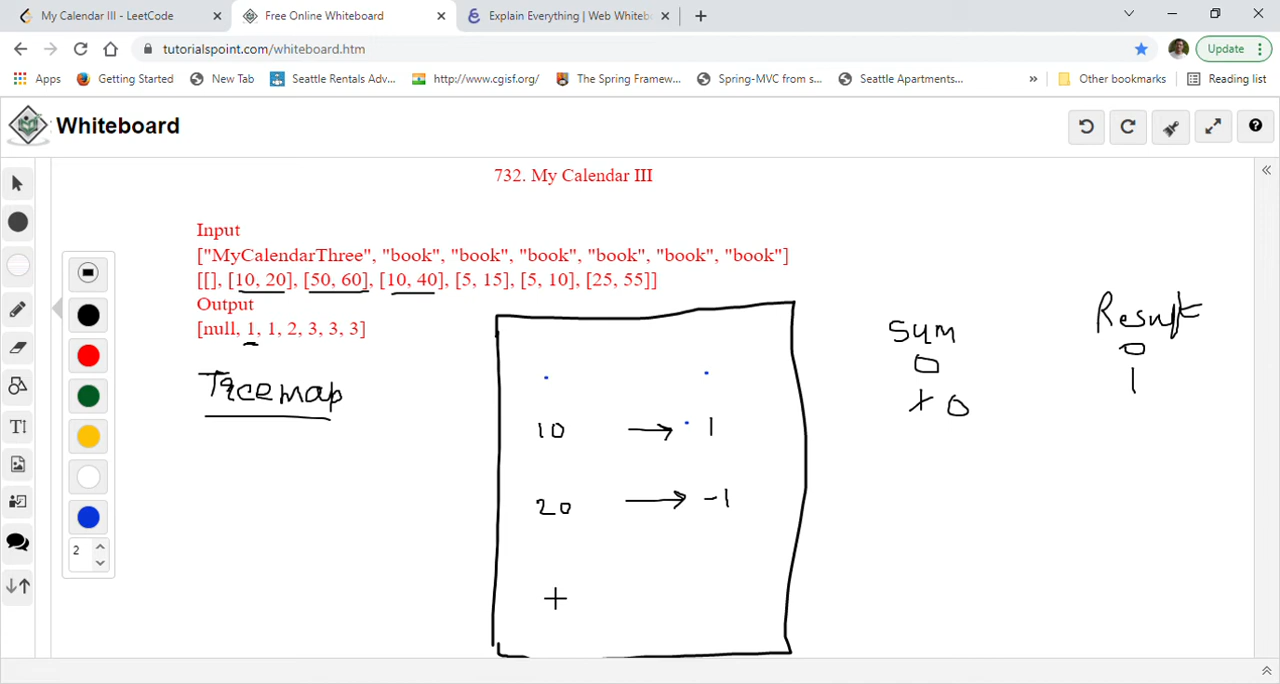 My Calendar III - LeetCode
Free Online Whiteboard
Explain Everything | Web Whiteb
tutorialspoint.com/whiteboard.htm
Update
Apps
Getting Started
New Tab
Seattle Rentals Adv...
http://www.cgisf.org/
The Spring Framew...
Spring-MVC from s...
Seattle Apartments...
»
Other bookmarks
Reading list
Whiteboard
732. My Calendar III
Input
["MyCalendarThree", "book", "book", "book", "book", "book", "book"]
[[], [10, 20], [50, 60], [10, 40], [5, 15], [5, 10], [25, 55]]
Output
[null, 1, 1, 2, 3, 3, 3]
Treemap
10 → 1
20 → -1
Sum
0
1 0
Result
0
1
2